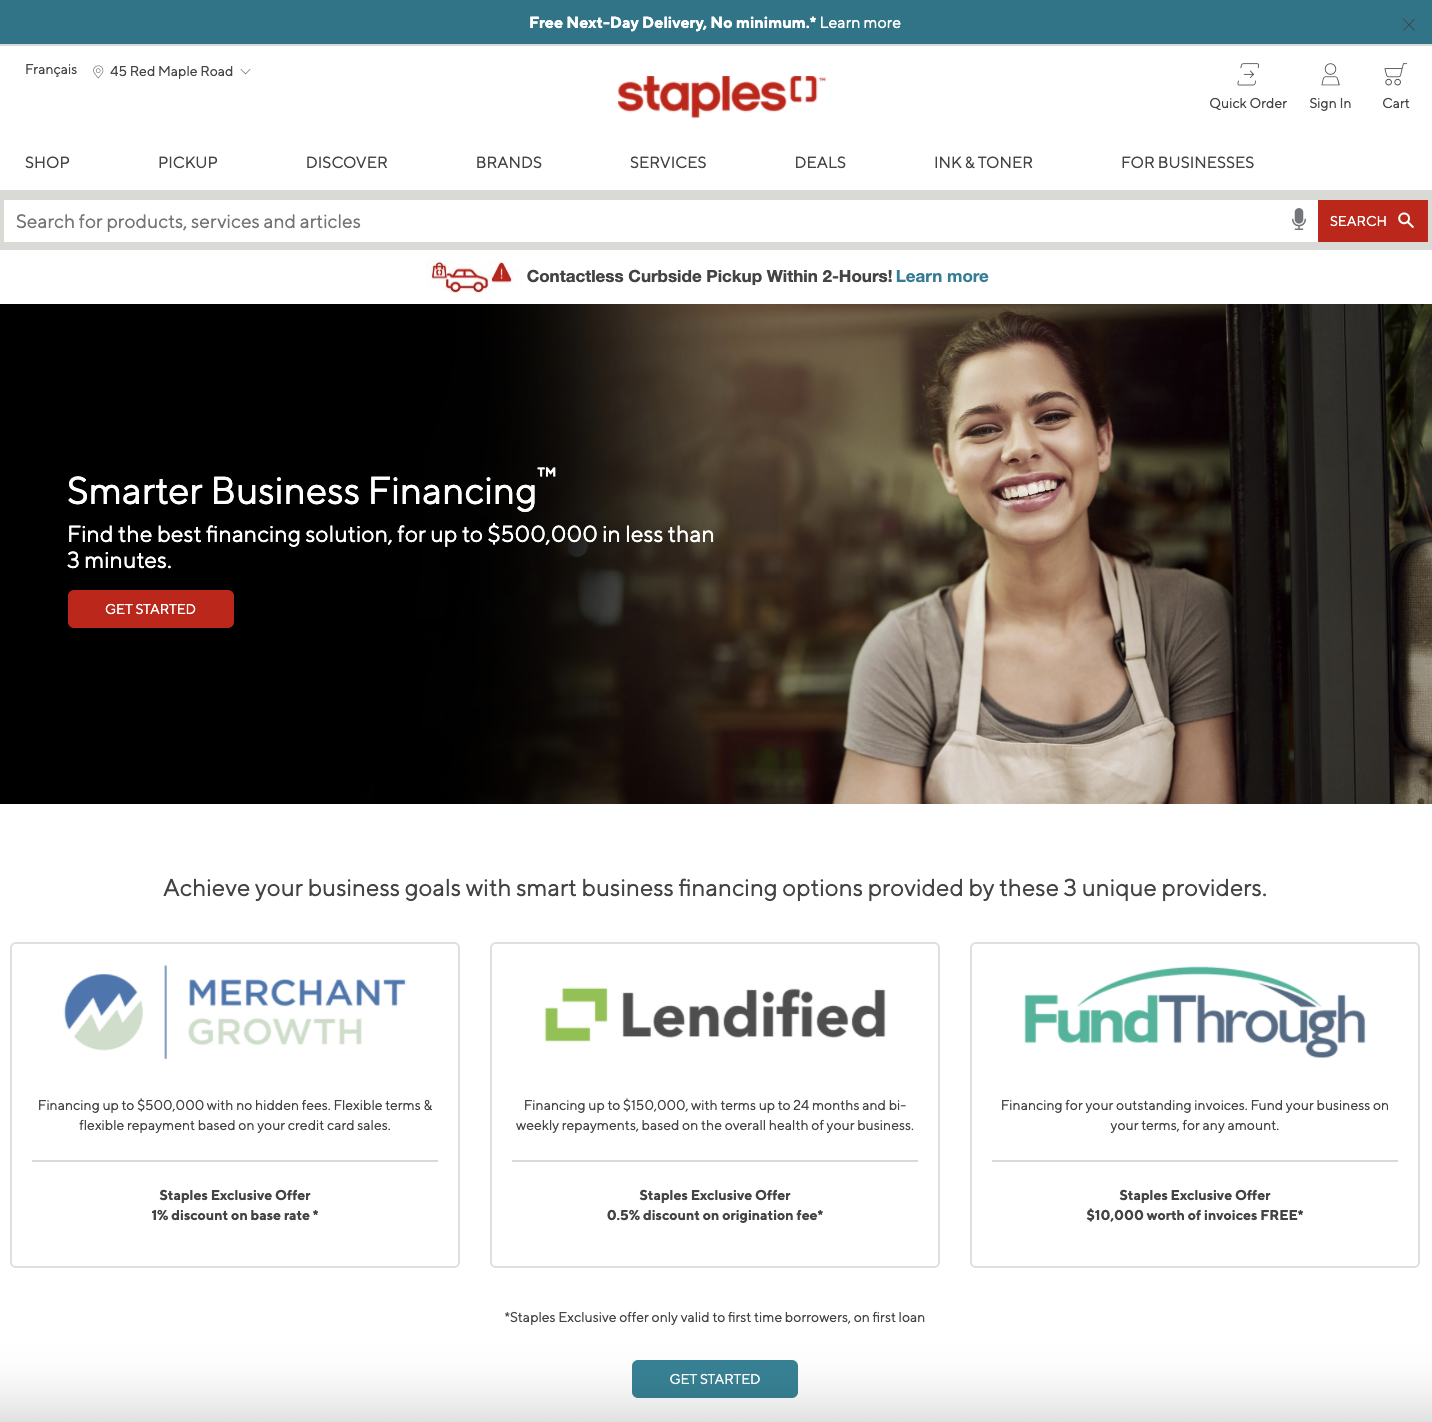 Free Next-Day Delivery, No minimum.* Learn more
Français
45 Red Maple Road
staples™
Quick Order
Sign In
Cart
SHOP
PICKUP
DISCOVER
BRANDS
SERVICES
DEALS
INK & TONER
FOR BUSINESSES
Search for products, services and articles
SEARCH
Contactless Curbside Pickup Within 2-Hours! Learn more
Smarter Business Financing™
Find the best financing solution, for up to $500,000 in less than
3 minutes.
GET STARTED
Achieve your business goals with smart business financing options provided by these 3 unique providers.
MERCHANT
GROWTH
Financing up to $500,000 with no hidden fees. Flexible terms &
flexible repayment based on your credit card sales.
Staples Exclusive Offer
1% discount on base rate *
Lendified
Financing up to $150,000, with terms up to 24 months and bi-
weekly repayments, based on the overall health of your business.
Staples Exclusive Offer
0.5% discount on origination fee*
FundThrough
Financing for your outstanding invoices. Fund your business on
your terms, for any amount.
Staples Exclusive Offer
$10,000 worth of invoices FREE*
*Staples Exclusive offer only valid to first time borrowers, on first loan
GET STARTED